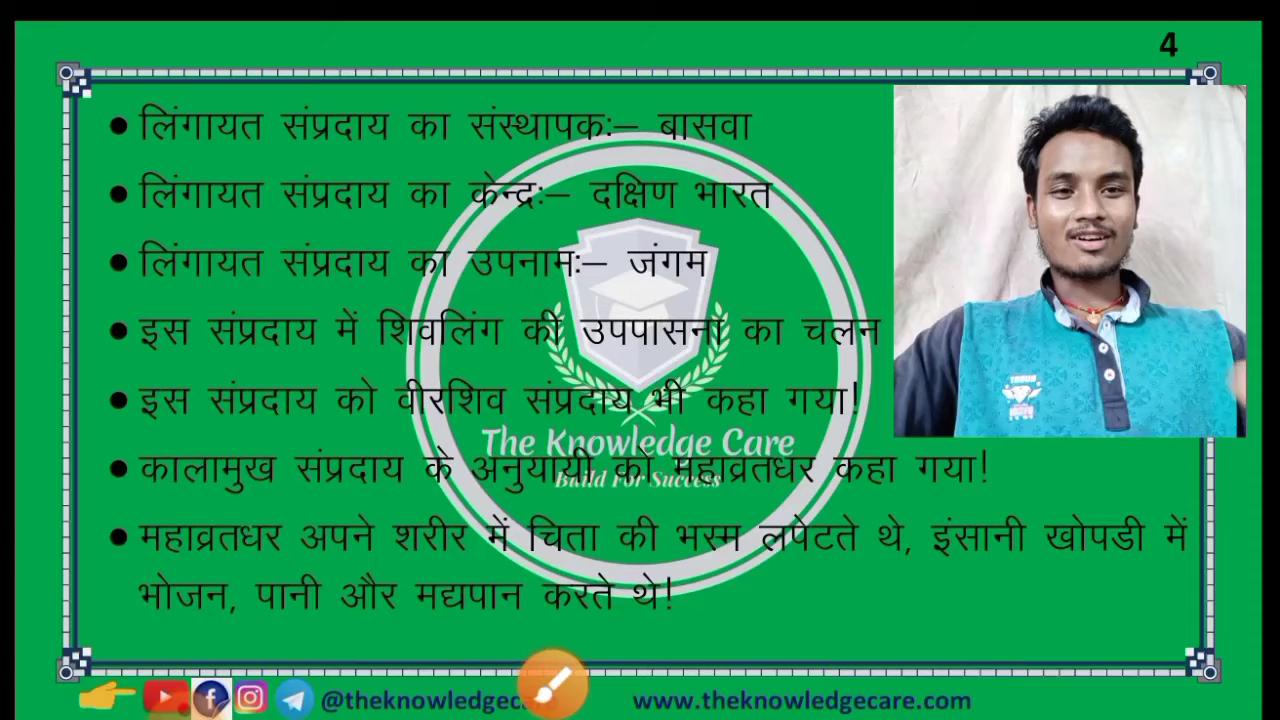 4
• लिंगायत संप्रदाय का संस्थापकः– बासवा
• लिंगायत संप्रदाय का केन्द्रः– दक्षिण भारत
• लिंगायत संप्रदाय का उपनामः– जंगम
• इस संप्रदाय में शिवलिंग की उपपासना का चलन
• इस संप्रदाय को वीरशिव संप्रदाय भी कहा गया!
The Knowledge Care
• कालामुख संप्रदाय के अनुयायी को महाव्रतधर कहा गया!
Build For Success
• महाव्रतधर अपने शरीर में चिता की भस्म लपेटते थे, इंसानी खोपडी में
भोजन, पानी और मद्यपान करते थे!
www.theknowledgecare.com